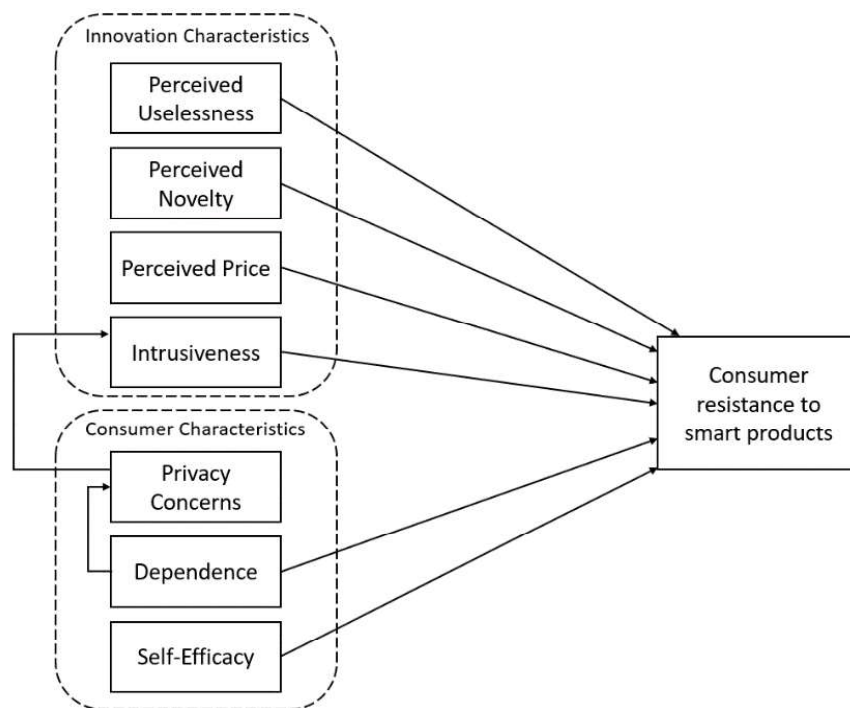 Innovation Characteristics
Perceived
Uselessness
Perceived
Novelty
Perceived Price
Intrusiveness
Consumer Characteristics
Privacy
Concerns
Dependence
Self-Efficacy
Consumer
resistance to
smart products